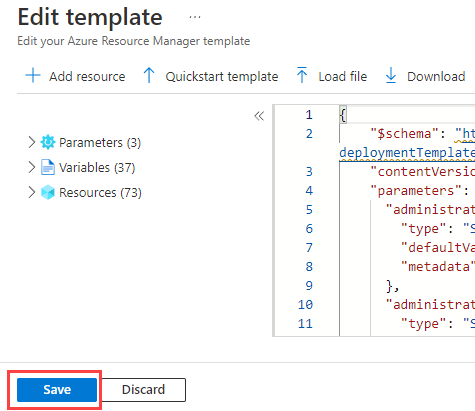 Edit template ···
Edit your Azure Resource Manager template
+ Add resource ↑ Quickstart template Load file Download
«
> Parameters (3)
> Variables (37)
> Resources (73)
1 {
2 "$schema": "ht
deploymentTemplate
3 "contentVersio
4 "parameters":
5 "administrat
6 "type": "S
7 "defaultVa
8 "metadata"
9 },
10 "administrat
11 "type": "S
Save Discard